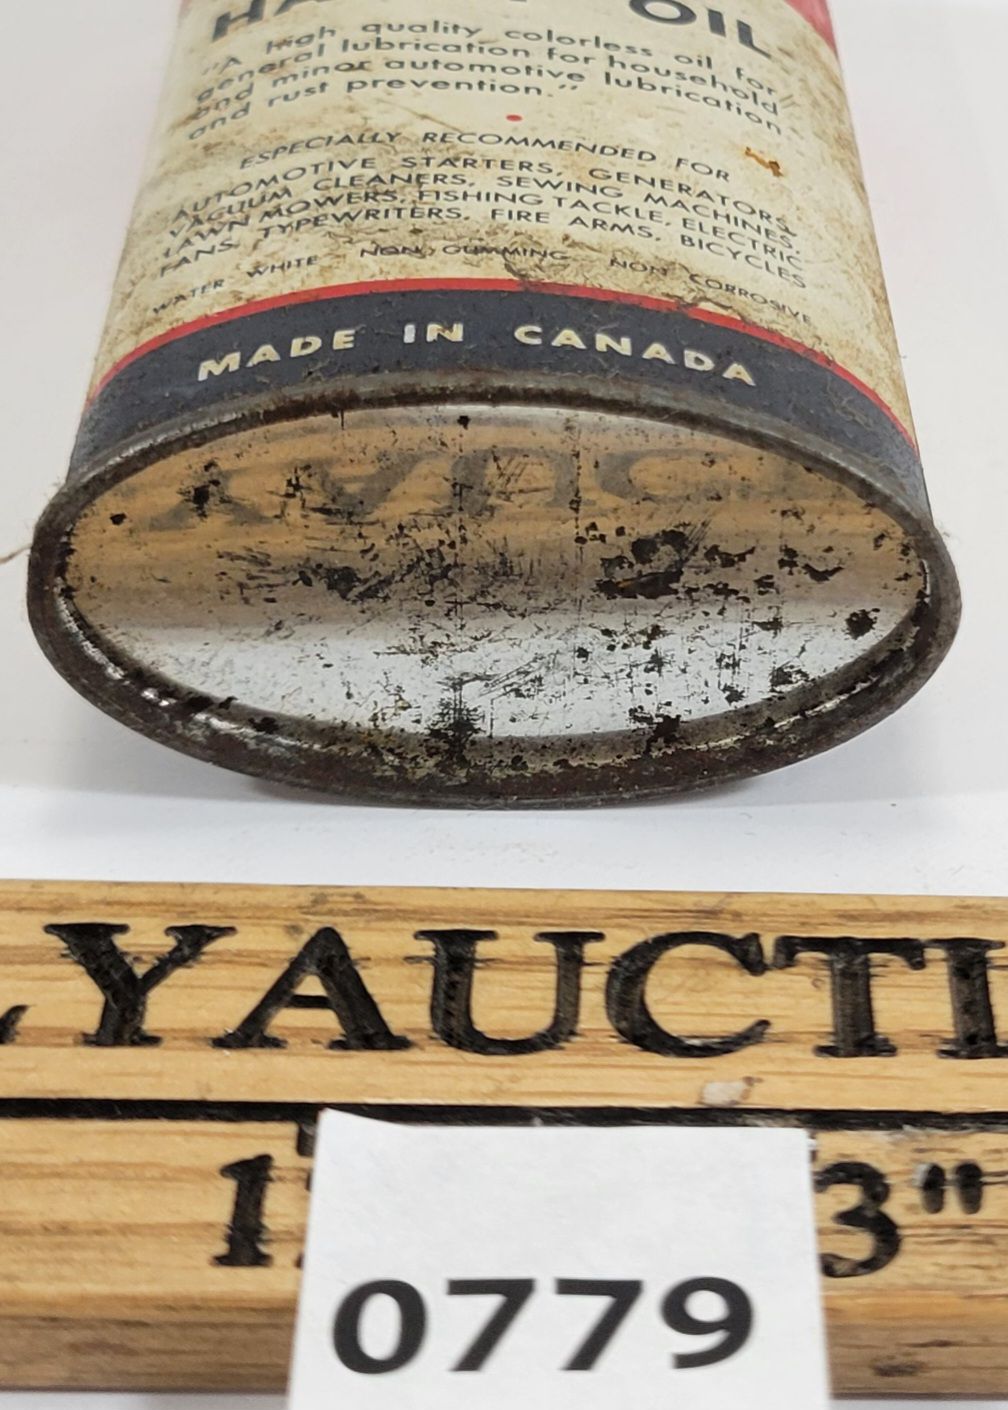 OIL
"A high quality colorless oil for
general lubrication for household
and minor automotive lubrication
and rust prevention."
ESPECIALLY RECOMMENDED FOR
AUTOMOTIVE STARTERS, GENERATORS,
VACUUM CLEANERS, SEWING MACHINES,
LAWN MOWERS, FISHING TACKLE, ELECTRIC
FANS, TYPEWRITERS, FIRE ARMS, BICYCLES
WATER WHITE NON GUMMING NON CORROSIVE
MADE IN CANADA
YAUCTI
3"
0779